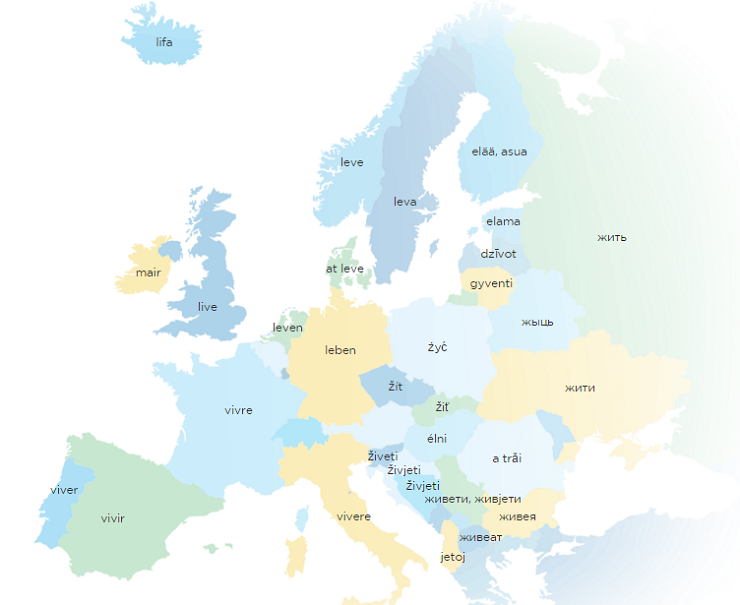 lifa
leve
elää, asua
leva
elama
жить
dzīvot
at leve
mair
gyventi
live
жыць
leven
leben
żyć
žít
жити
vivre
žiť
élni
živeti
a trăi
živjeti
živjeti
viver
живети, живјети
vivir
vivere
живея
живеат
jetoj